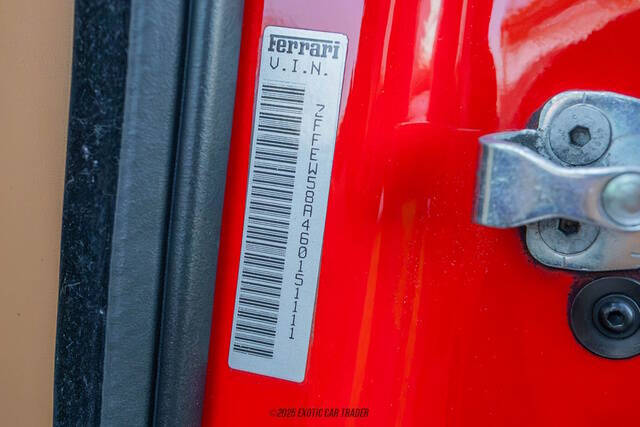 Ferrari
V.I.N.
ZFFEW58A460151111
©2025 EXOTIC CAR TRADER